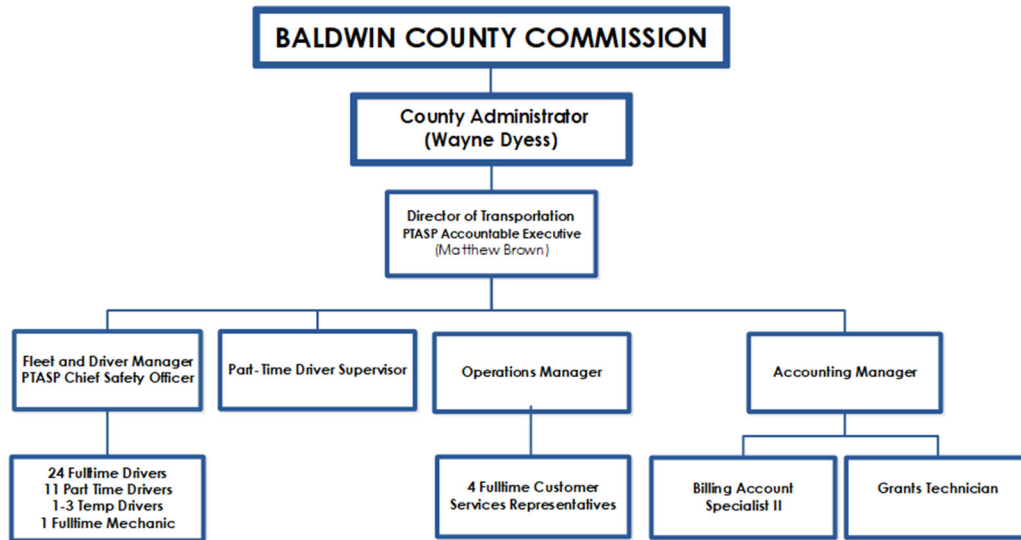 BALDWIN COUNTY COMMISSION
County Administrator
(Wayne Dyess)
Director of Transportation
PTASP Accountable Executive
(Matthew Brown)
Fleet and Driver Manager
PTASP Chief Safety Officer
Part-Time Driver Supervisor
Operations Manager
Accounting Manager
24 Fulltime Drivers
11 Part Time Drivers
1-3 Temp Drivers
1 Fulltime Mechanic
4 Fulltime Customer
Services Representatives
Billing Account
Specialist II
Grants Technician